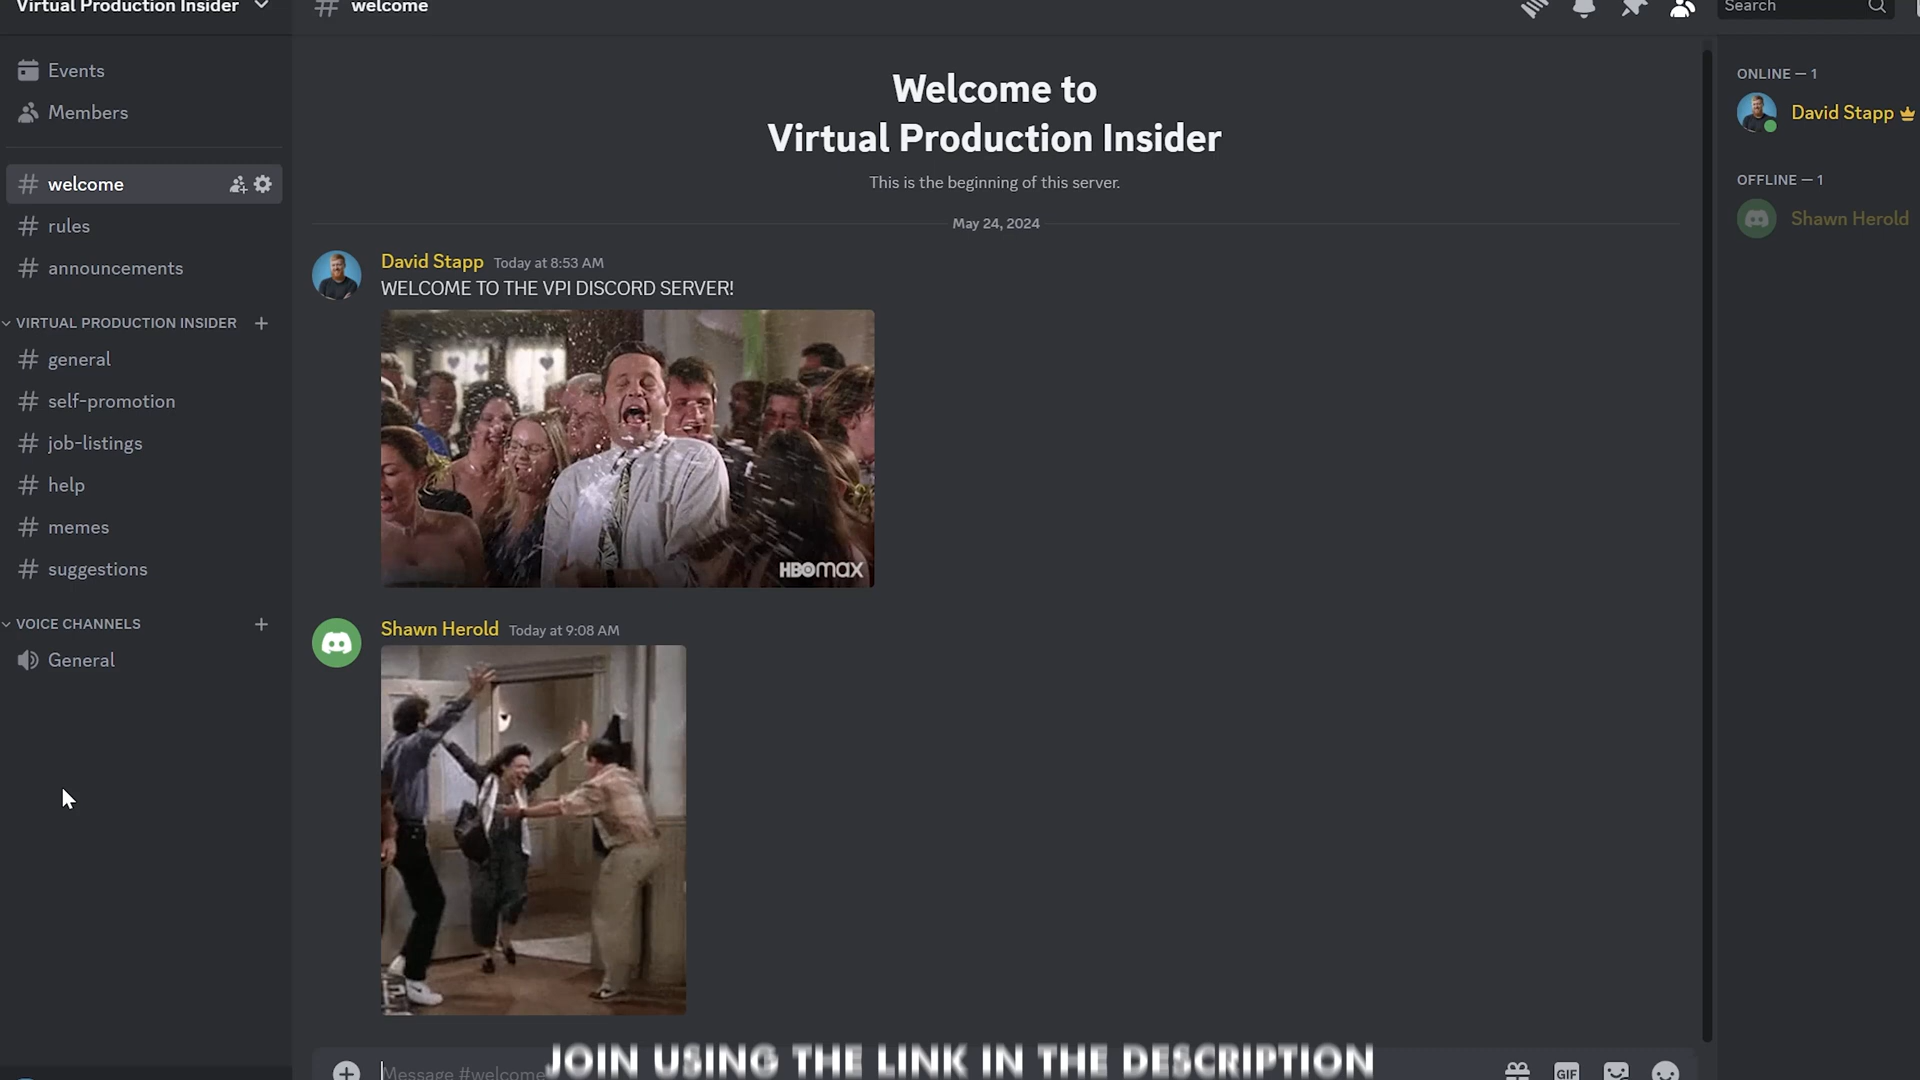 Virtual Production Insider
welcome
Search
Events
Members
welcome
rules
announcements
VIRTUAL PRODUCTION INSIDER
general
self-promotion
job-listings
help
memes
suggestions
VOICE CHANNELS
General
Welcome to
Virtual Production Insider
This is the beginning of this server.
May 24, 2024
David Stapp Today at 8:53 AM
WELCOME TO THE VPI DISCORD SERVER!
HBOmax
Shawn Herold Today at 9:08 AM
Message #welcome
GIF
JOIN USING THE LINK IN THE DESCRIPTION
ONLINE — 1
David Stapp
OFFLINE — 1
Shawn Herold